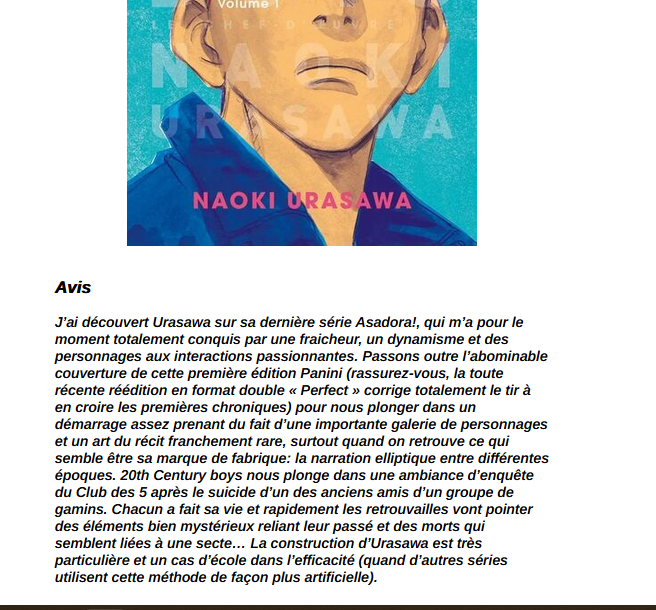 Volume 1
LE CHEF-D'ŒUVRE DE
NAOKI
URASAWA
NAOKI URASAWA
Avis
J’ai découvert Urasawa sur sa dernière série Asadora!, qui m’a pour le
moment totalement conquis par une fraicheur, un dynamisme et des
personnages aux interactions passionnantes. Passons outre l’abominable
couverture de cette première édition Panini (rassurez-vous, la toute
récente réédition en format double « Perfect » corrige totalement le tir à
en croire les premières chroniques) pour nous plonger dans un
démarrage assez prenant du fait d’une importante galerie de personnages
et un art du récit franchement rare, surtout quand on retrouve ce qui
semble être sa marque de fabrique: la narration elliptique entre différentes
époques. 20th Century boys nous plonge dans une ambiance d’enquête
du Club des 5 après le suicide d’un des anciens amis d’un groupe de
gamins. Chacun a fait sa vie et rapidement les retrouvailles vont pointer
des éléments bien mystérieux reliant leur passé et des morts qui
semblent liées à une secte… La construction d’Urasawa est très
particulière et un cas d’école dans l’efficacité (quand d’autres séries
utilisent cette méthode de façon plus artificielle).